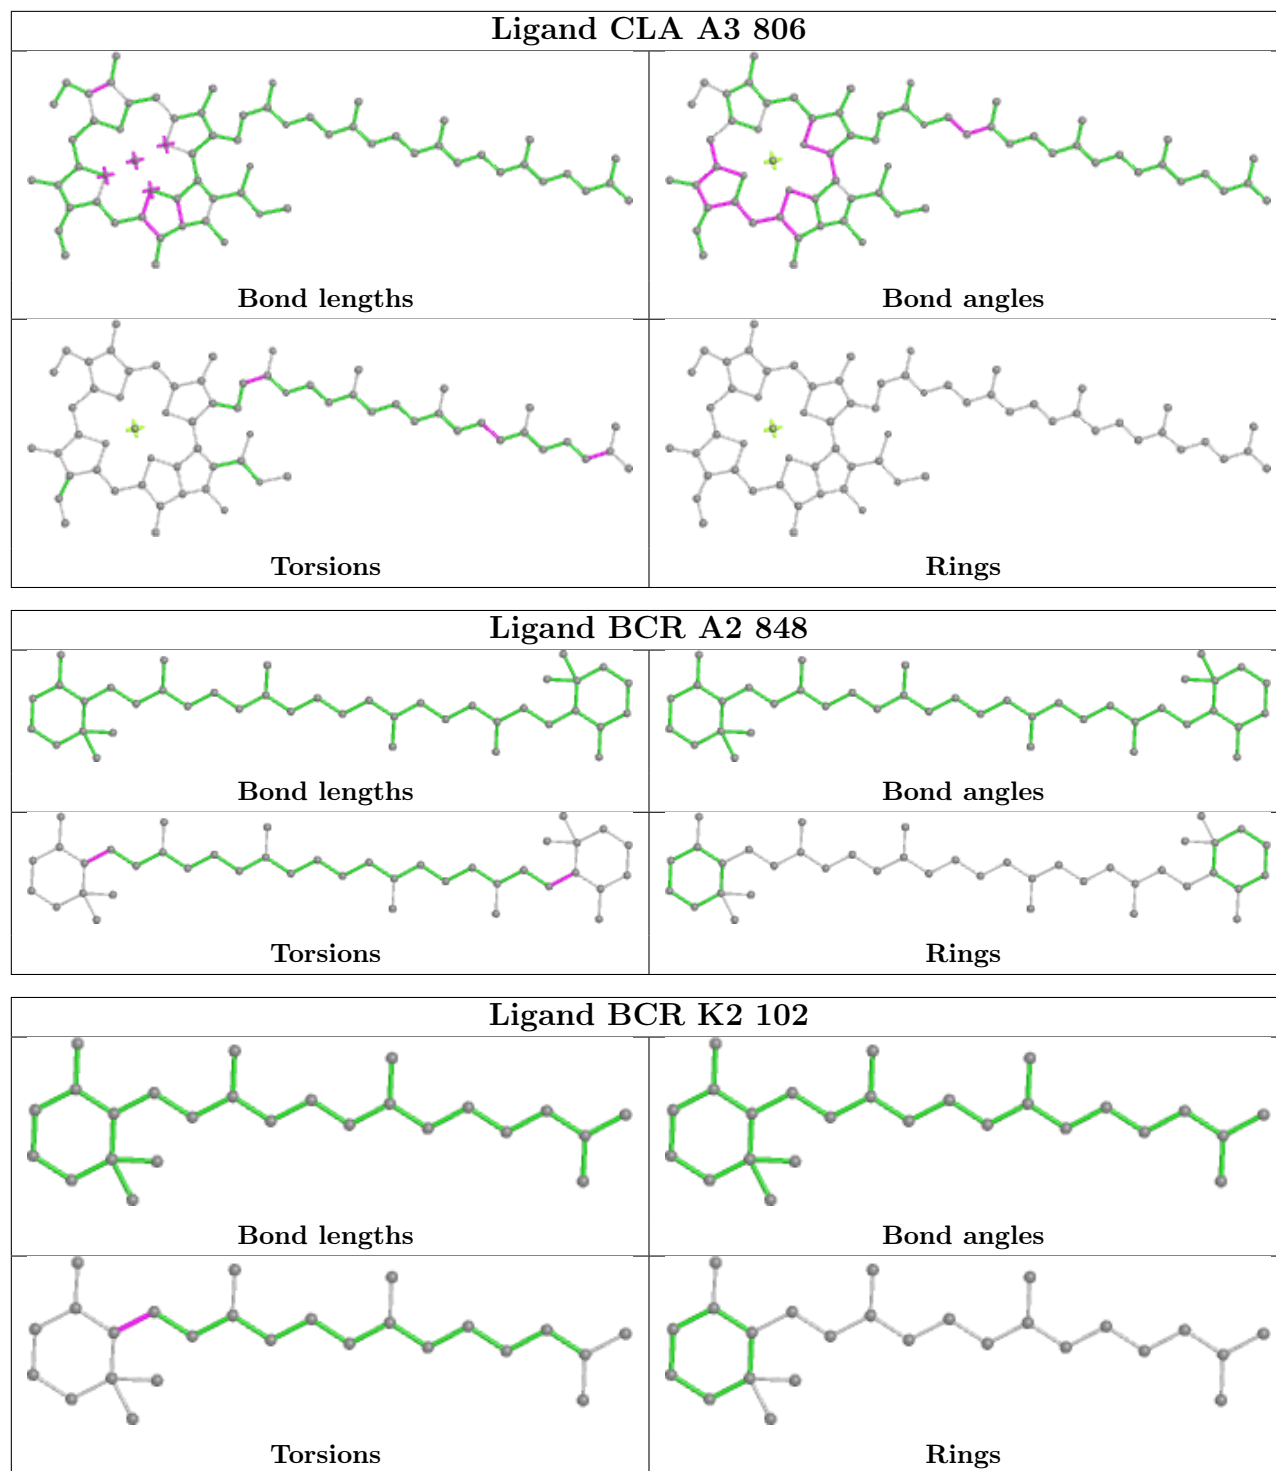 Ligand CLA A3 806
Bond lengths
Bond angles
Torsions
Rings
Ligand BCR A2 848
Bond lengths
Bond angles
Torsions
Rings
Ligand BCR K2 102
Bond lengths
Bond angles
Torsions
Rings